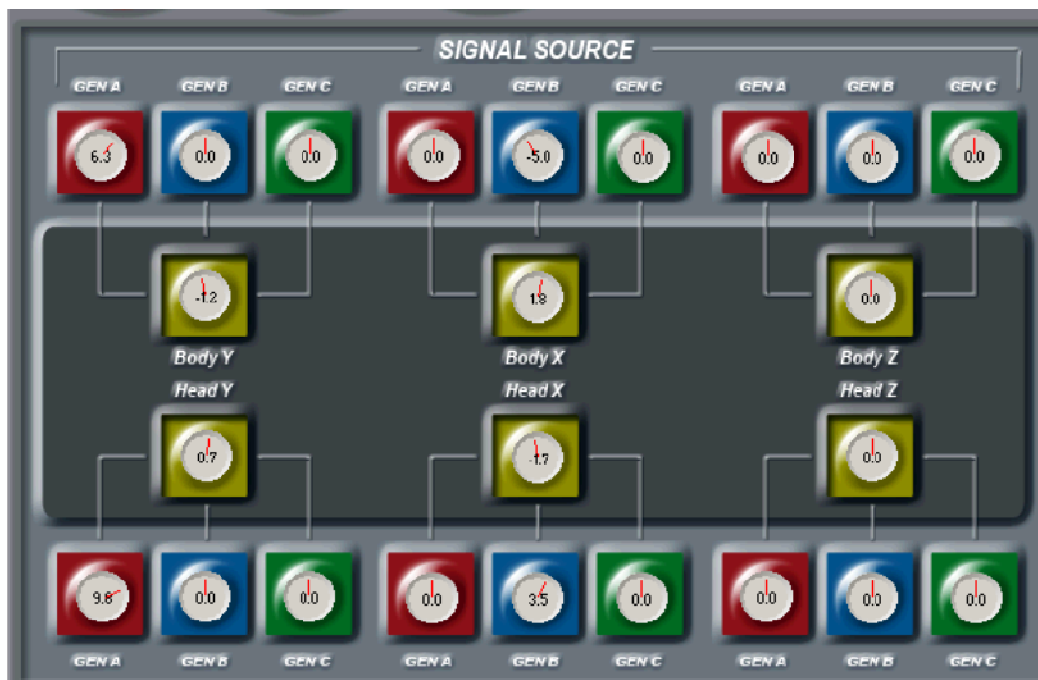 SIGNAL SOURCE
GEN A GEN B GEN C GEN A GEN B GEN C GEN A GEN B GEN C
6.3 0.0 0.0 0.0 -5.0 0.0 0.0 0.0 0.0
-1.2 1.8 0.0
Body Y Body X Body Z
Head Y Head X Head Z
0.7 -1.7 0.0
9.8 0.0 0.0 0.0 3.5 0.0 0.0 0.0 0.0
GEN A GEN B GEN C GEN A GEN B GEN C GEN A GEN B GEN C